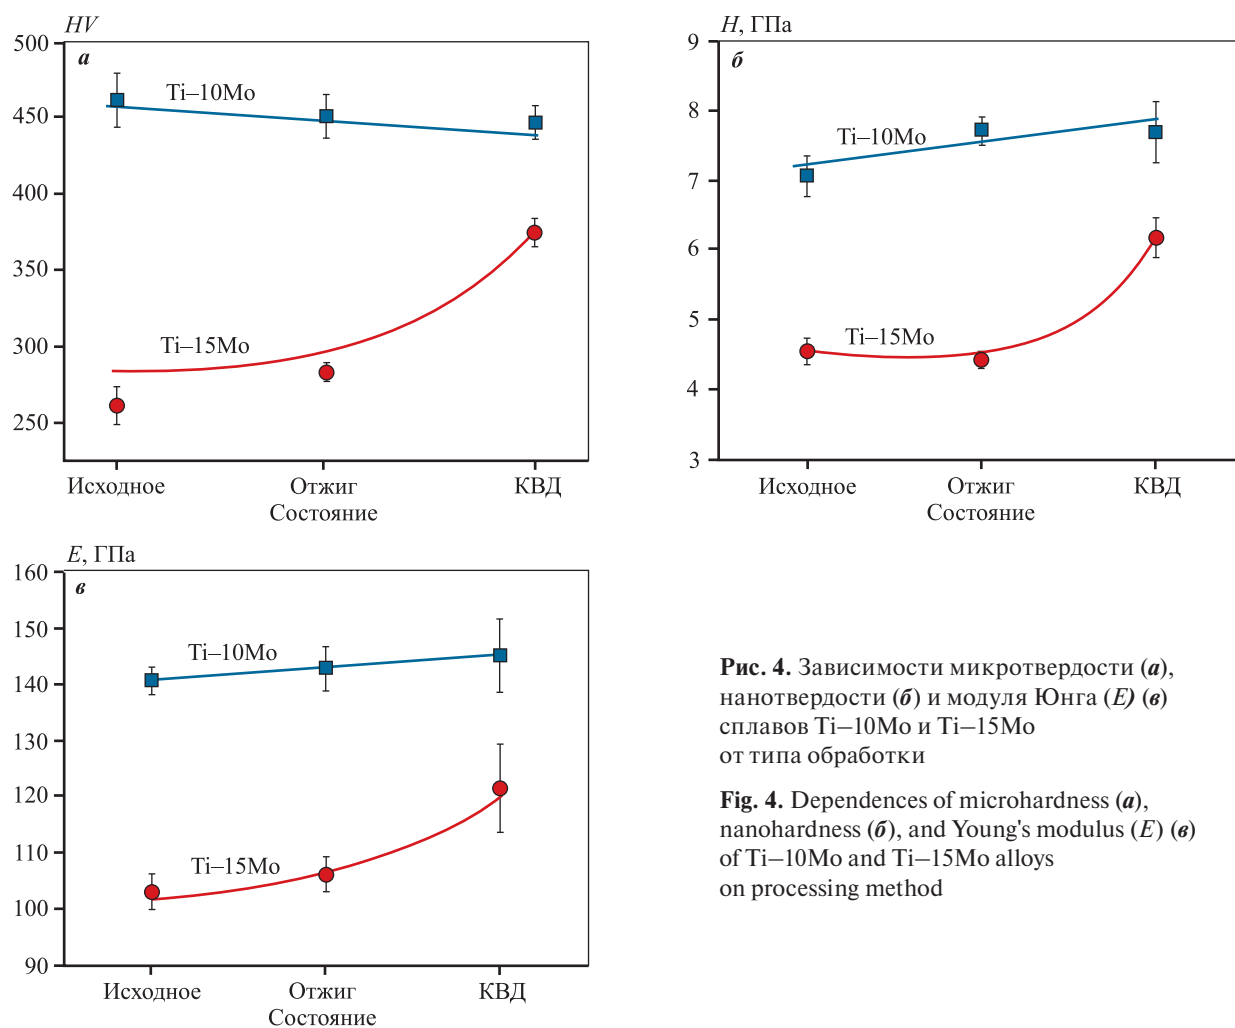 HV
500
а
Ti–10Mo
450
400
350
300
Ti–15Mo
250
Исходное
Отжиг
КВД
Состояние
H, ГПа
9
б
8
Ti–10Mo
7
6
5
Ti–15Mo
4
3
Исходное
Отжиг
КВД
Состояние
E, ГПа
160
в
150
Ti–10Mo
140
130
120
110
Ti–15Mo
100
90
Исходное
Отжиг
КВД
Состояние
Рис. 4. Зависимости микротвердости (а),
нанотвердости (б) и модуля Юнга (E) (в)
сплавов Ti–10Mo и Ti–15Mo
от типа обработки
Fig. 4. Dependences of microhardness (а),
nanohardness (б), and Young's modulus (E) (в)
of Ti–10Mo and Ti–15Mo alloys
on processing method